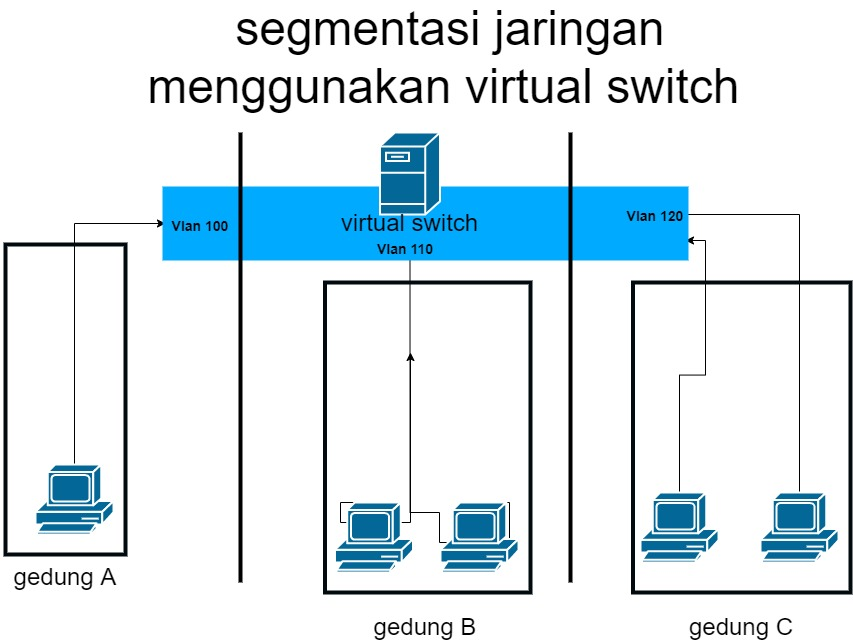 segmentasi jaringan
menggunakan virtual switch
Vlan 100
virtual switch
Vlan 110
Vlan 120
gedung A
gedung B
gedung C